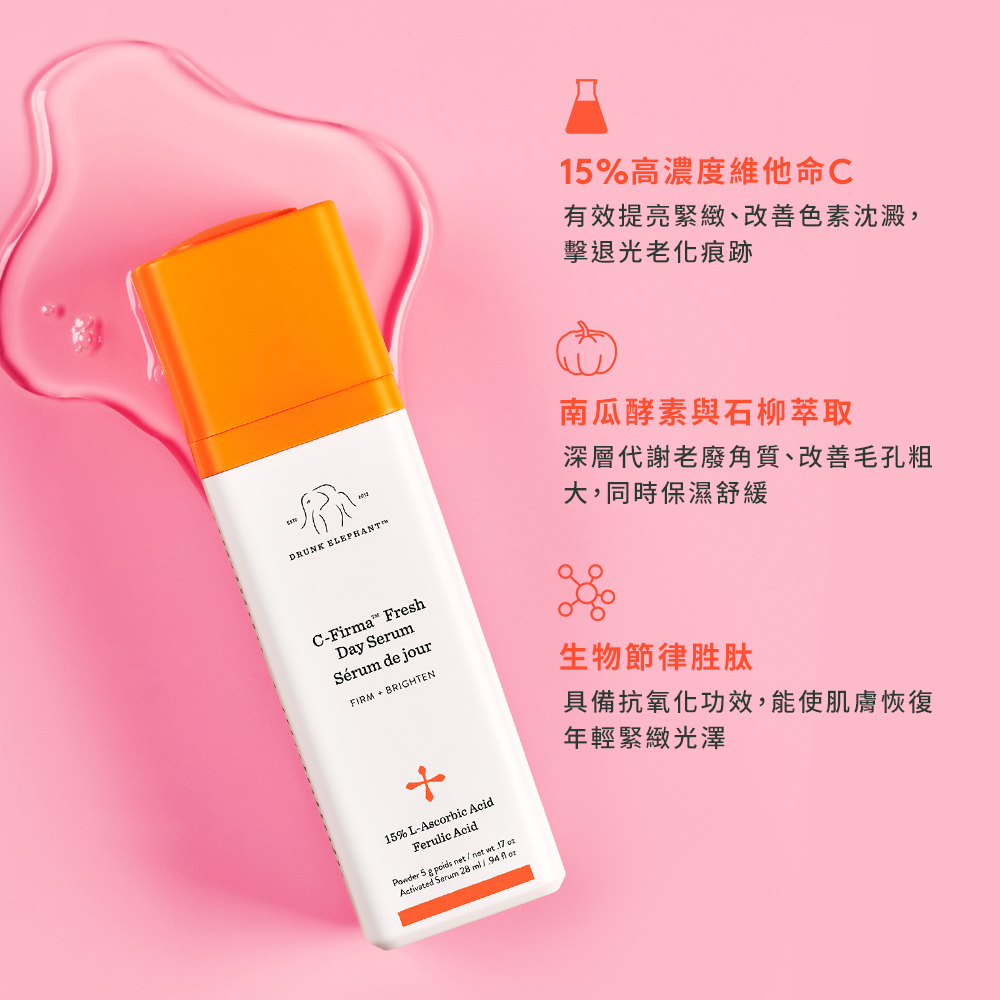 15%高濃度維他命C
有效提亮緊緻、改善色素沈澱，
擊退光老化痕跡
南瓜酵素與石柳萃取
深層代謝老廢角質、改善毛孔粗
大，同時保濕舒緩
生物節律胜肽
具備抗氧化功效，能使肌膚恢復
年輕緊緻光澤
ESTD 2012
DRUNK ELEPHANT™
C-Firma™ Fresh
Day Serum
Sérum de jour
FIRM + BRIGHTEN
15% L-Ascorbic Acid
Ferulic Acid
Powder 5 g poids net / net wt .17 oz
Activated Serum 28 ml / .94 fl oz